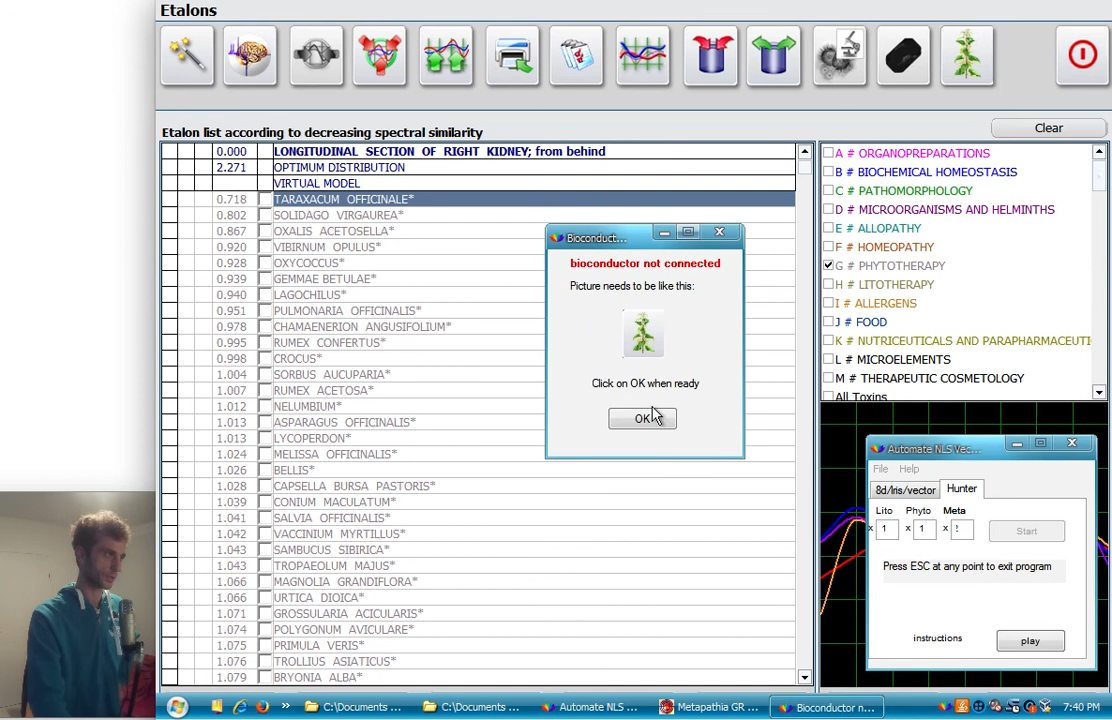 Etalons
Clear
Etalon list according to decreasing spectral similarity
0.000 LONGITUDINAL SECTION OF RIGHT KIDNEY; from behind
2.271 OPTIMUM DISTRIBUTION
VIRTUAL MODEL
0.718 TARAXACUM OFFICINALE*
0.802 SOLIDAGO VIRGAUREA*
0.867 OXALIS ACETOSELLA*
0.920 VIBIRNUM OPULUS*
0.928 OXYCOCCUS*
0.939 GEMMAE BETULAE*
0.940 LAGOCHILUS*
0.951 PULMONARIA OFFICINALIS*
0.978 CHAMAENERION ANGUSIFOLIUM*
0.995 RUMEX CONFERTUS*
0.998 CROCUS*
1.004 SORBUS AUCUPARIA*
1.007 RUMEX ACETOSA*
1.012 NELUMBIUM*
1.013 ASPARAGUS OFFICINALIS*
1.013 LYCOPERDON*
1.024 MELISSA OFFICINALIS*
1.026 BELLIS*
1.028 CAPSELLA BURSA PASTORIS*
1.039 CONIUM MACULATUM*
1.041 SALVIA OFFICINALIS*
1.042 VACCINIUM MYRTILLUS*
1.043 SAMBUCUS SIBIRICA*
1.043 TROPAEOLUM MAJUS*
1.066 MAGNOLIA GRANDIFLORA*
1.066 URTICA DIOICA*
1.071 GROSSULARIA ACICULARIS*
1.074 POLYGONUM AVICULARE*
1.075 PRIMULA VERIS*
1.076 TROLLIUS ASIATICUS*
1.079 BRYONIA ALBA*
Bioconduct...
bioconductor not connected
Picture needs to be like this:
Click on OK when ready
OK
A # ORGANOPREPARATIONS
B # BIOCHEMICAL HOMEOSTASIS
C # PATHOMORPHOLOGY
D # MICROORGANISMS AND HELMINTHS
E # ALLOPATHY
F # HOMEOPATHY
G # PHYTOTHERAPY
H # LITOTHERAPY
I # ALLERGENS
J # FOOD
K # NUTRICEUTICALS AND PARAPHARMACEUTI
L # MICROELEMENTS
M # THERAPEUTIC COSMETOLOGY
All Toxins
Automate NLS Vec...
File Help
8d/Iris/vector Hunter
Lito Phyto Meta
x 1 x 1 x
Start
Press ESC at any point to exit program
instructions play
C:\Documents ... C:\Documents ... Automate NLS ... Metapathia GR ... Bioconductor n... 7:40 PM